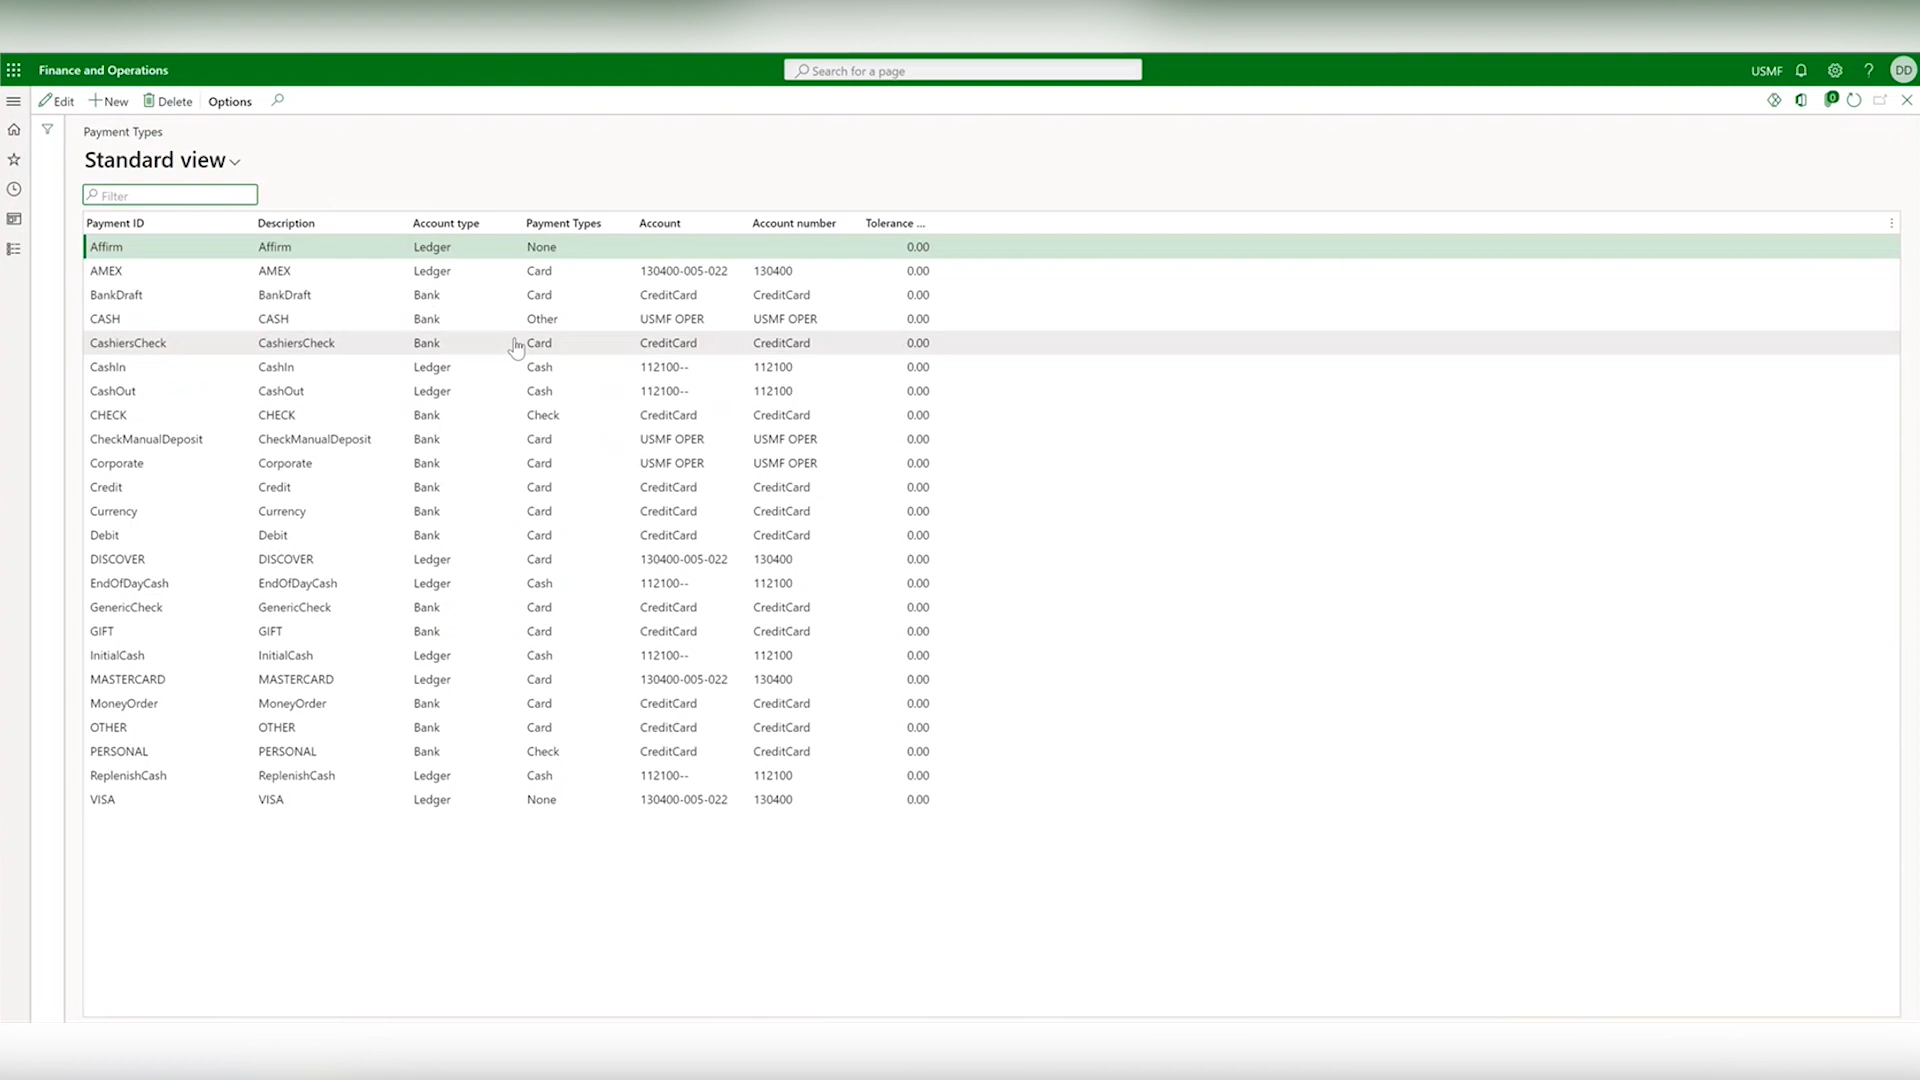 Finance and Operations
Search for a page
USMF
?
DD
Edit
New
Delete
Options
0
Payment Types
Standard view
Filter
Payment ID Description Account type Payment Types Account Account number Tolerance ...
Affirm Affirm Ledger None 0.00
AMEX AMEX Ledger Card 130400-005-022 130400 0.00
BankDraft BankDraft Bank Card CreditCard CreditCard 0.00
CASH CASH Bank Other USMF OPER USMF OPER 0.00
CashiersCheck CashiersCheck Bank Card CreditCard CreditCard 0.00
CashIn CashIn Ledger Cash 112100-- 112100 0.00
CashOut CashOut Ledger Cash 112100-- 112100 0.00
CHECK CHECK Bank Check CreditCard CreditCard 0.00
CheckManualDeposit CheckManualDeposit Bank Card USMF OPER USMF OPER 0.00
Corporate Corporate Bank Card USMF OPER USMF OPER 0.00
Credit Credit Bank Card CreditCard CreditCard 0.00
Currency Currency Bank Card CreditCard CreditCard 0.00
Debit Debit Bank Card CreditCard CreditCard 0.00
DISCOVER DISCOVER Ledger Card 130400-005-022 130400 0.00
EndOfDayCash EndOfDayCash Ledger Cash 112100-- 112100 0.00
GenericCheck GenericCheck Bank Card CreditCard CreditCard 0.00
GIFT GIFT Bank Card CreditCard CreditCard 0.00
InitialCash InitialCash Ledger Cash 112100-- 112100 0.00
MASTERCARD MASTERCARD Ledger Card 130400-005-022 130400 0.00
MoneyOrder MoneyOrder Bank Card CreditCard CreditCard 0.00
OTHER OTHER Bank Card CreditCard CreditCard 0.00
PERSONAL PERSONAL Bank Check CreditCard CreditCard 0.00
ReplenishCash ReplenishCash Ledger Cash 112100-- 112100 0.00
VISA VISA Ledger None 130400-005-022 130400 0.00